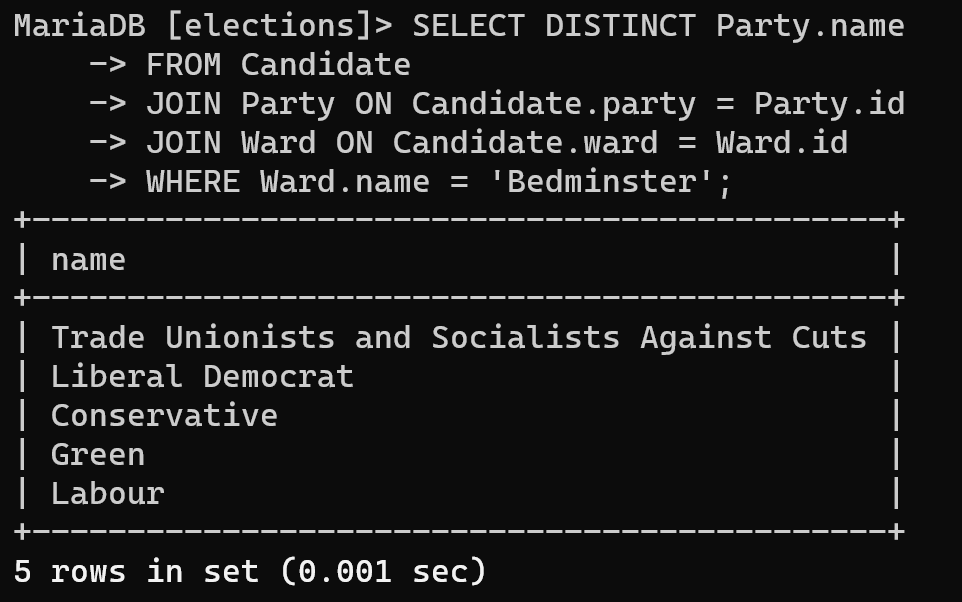 MariaDB [elections]> SELECT DISTINCT Party.name
    -> FROM Candidate
    -> JOIN Party ON Candidate.party = Party.id
    -> JOIN Ward ON Candidate.ward = Ward.id
    -> WHERE Ward.name = 'Bedminster';
+---------------------------------------------+
| name                                        |
+---------------------------------------------+
| Trade Unionists and Socialists Against Cuts |
| Liberal Democrat                            |
| Conservative                                |
| Green                                       |
| Labour                                      |
+---------------------------------------------+
5 rows in set (0.001 sec)